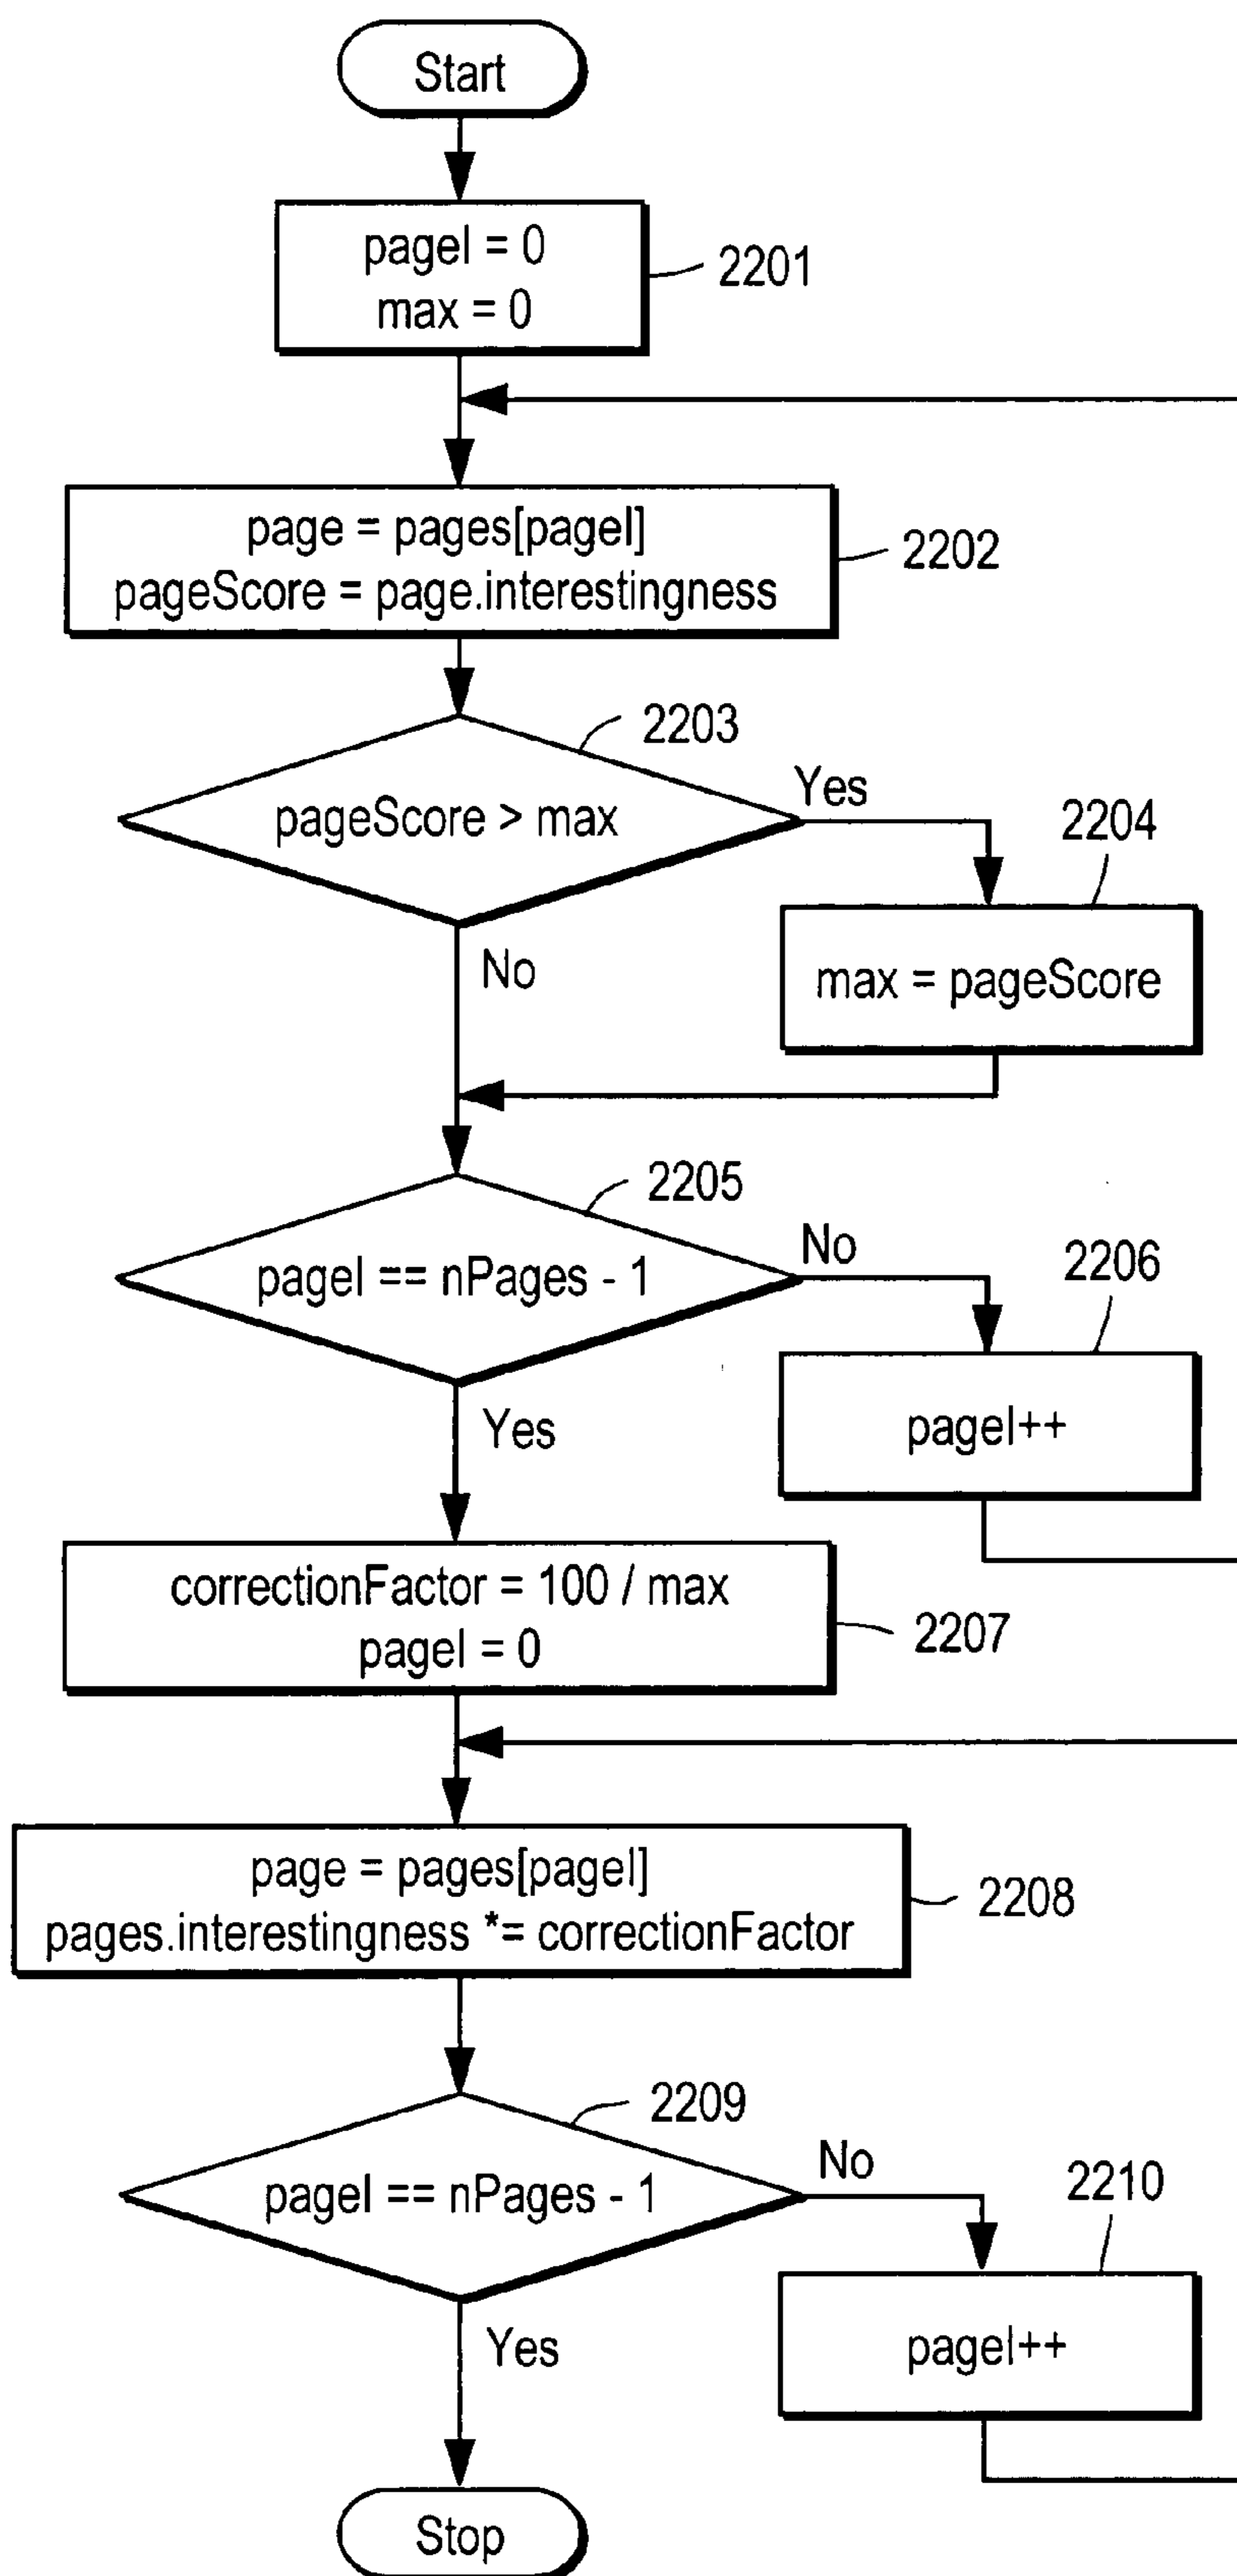 Start
pageI = 0
max = 0
2201
page = pages[pageI]
pageScore = page.interestingness
2202
2203
pageScore > max
Yes
2204
No
max = pageScore
2205
pageI == nPages - 1
No
2206
Yes
pageI++
correctionFactor = 100 / max
pageI = 0
2207
page = pages[pageI]
pages.interestingness *= correctionFactor
2208
2209
pageI == nPages - 1
No
2210
Yes
pageI++
Stop